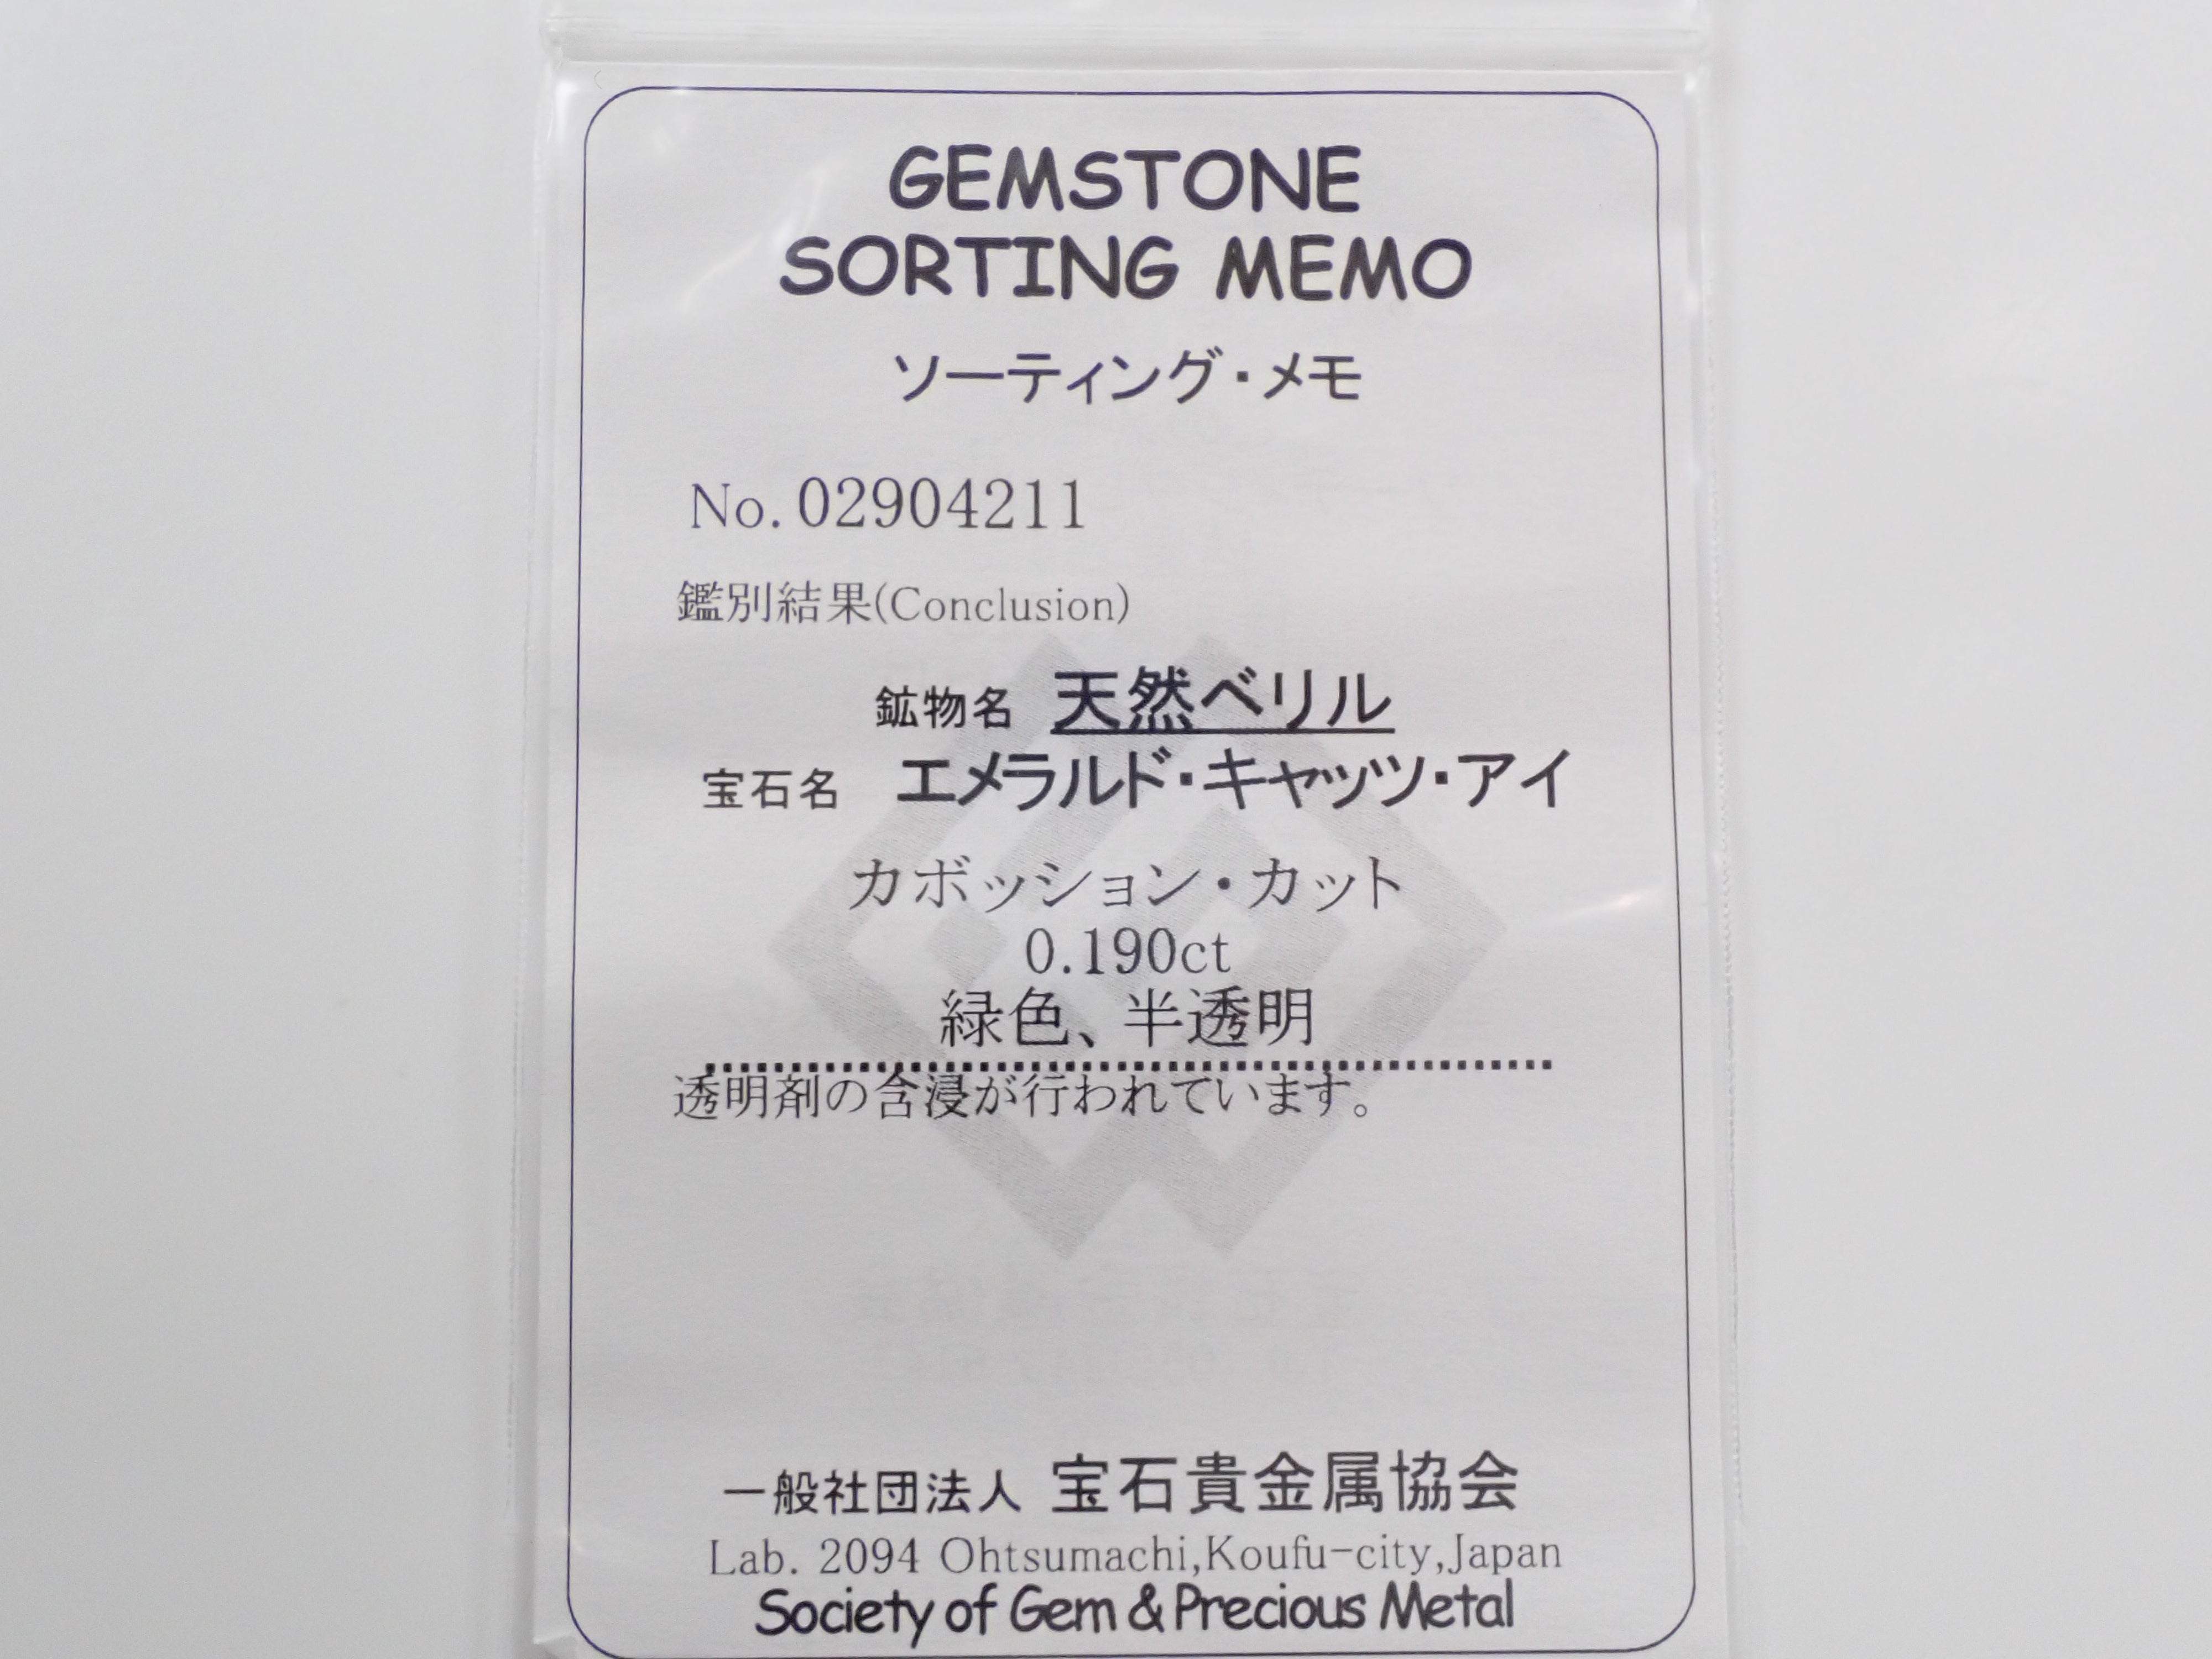 GEMSTONE
SORTING MEMO
ソーティング・メモ
No. 02904211
鑑別結果(Conclusion)
鉱物名 天然ベリル
宝石名 エメラルド・キャッツ・アイ
カボッション・カット
0.190ct
緑色、半透明
透明剤の含浸が行われています。
一般社団法人 宝石貴金属協会
Lab. 2094 Ohtsumachi,Koufu-city,Japan
Society of Gem & Precious Metal